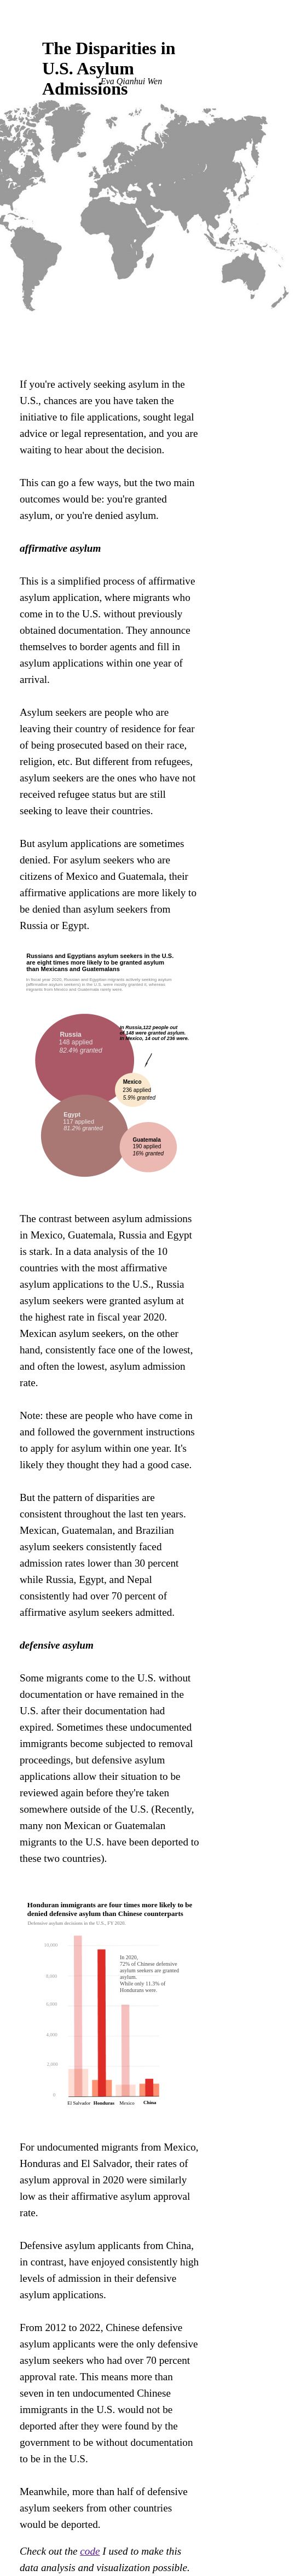 The Disparities in
U.S. Asylum
Admissions
Eva Qianhui Wen
If you're actively seeking asylum in the
U.S., chances are you have taken the
initiative to file applications, sought legal
advice or legal representation, and you are
waiting to hear about the decision.
This can go a few ways, but the two main
outcomes would be: you're granted
asylum, or you're denied asylum.
affirmative asylum
This is a simplified process of affirmative
asylum application, where migrants who
come in to the U.S. without previously
obtained documentation. They announce
themselves to border agents and fill in
asylum applications within one year of
arrival.
Asylum seekers are people who are
leaving their country of residence for fear
of being prosecuted based on their race,
religion, etc. But different from refugees,
asylum seekers are the ones who have not
received refugee status but are still
seeking to leave their countries.
But asylum applications are sometimes
denied. For asylum seekers who are
citizens of Mexico and Guatemala, their
affirmative applications are more likely to
be denied than asylum seekers from
Russia or Egypt.
Russians and Egyptians asylum seekers in the U.S.
are eight times more likely to be granted asylum
than Mexicans and Guatemalans
In fiscal year 2020, Russian and Egyptian migrants actively seeking asylum
(affirmative asylum seekers) in the U.S. were mostly granted it, whereas
migrants from Mexico and Guatemala rarely were.
In Russia,122 people out
of 148 were granted asylum.
In Mexico, 14 out of 236 were.
Russia
148 applied
82.4% granted
Mexico
236 applied
5.9% granted
Egypt
117 applied
81.2% granted
Guatemala
190 applied
16% granted
The contrast between asylum admissions
in Mexico, Guatemala, Russia and Egypt
is stark. In a data analysis of the 10
countries with the most affirmative
asylum applications to the U.S., Russia
asylum seekers were granted asylum at
the highest rate in fiscal year 2020.
Mexican asylum seekers, on the other
hand, consistently face one of the lowest,
and often the lowest, asylum admission
rate.
Note: these are people who have come in
and followed the government instructions
to apply for asylum within one year. It's
likely they thought they had a good case.
But the pattern of disparities are
consistent throughout the last ten years.
Mexican, Guatemalan, and Brazilian
asylum seekers consistently faced
admission rates lower than 30 percent
while Russia, Egypt, and Nepal
consistently had over 70 percent of
affirmative asylum seekers admitted.
defensive asylum
Some migrants come to the U.S. without
documentation or have remained in the
U.S. after their documentation had
expired. Sometimes these undocumented
immigrants become subjected to removal
proceedings, but defensive asylum
applications allow their situation to be
reviewed again before they're taken
somewhere outside of the U.S. (Recently,
many non Mexican or Guatemalan
migrants to the U.S. have been deported to
these two countries).
Honduran immigrants are four times more likely to be
denied defensive asylum than Chinese counterparts
Defensive asylum decisions in the U.S., FY 2020.
10,000
8,000
6,000
4,000
2,000
0
In 2020,
72% of Chinese defensive
asylum seekers are granted
asylum.
While only 11.3% of
Hondurans were.
El Salvador Honduras Mexico China
For undocumented migrants from Mexico,
Honduras and El Salvador, their rates of
asylum approval in 2020 were similarly
low as their affirmative asylum approval
rate.
Defensive asylum applicants from China,
in contrast, have enjoyed consistently high
levels of admission in their defensive
asylum applications.
From 2012 to 2022, Chinese defensive
asylum applicants were the only defensive
asylum seekers who had over 70 percent
approval rate. This means more than
seven in ten undocumented Chinese
immigrants in the U.S. would not be
deported after they were found by the
government to be without documentation
to be in the U.S.
Meanwhile, more than half of defensive
asylum seekers from other countries
would be deported.
Check out the code I used to make this
data analysis and visualization possible.